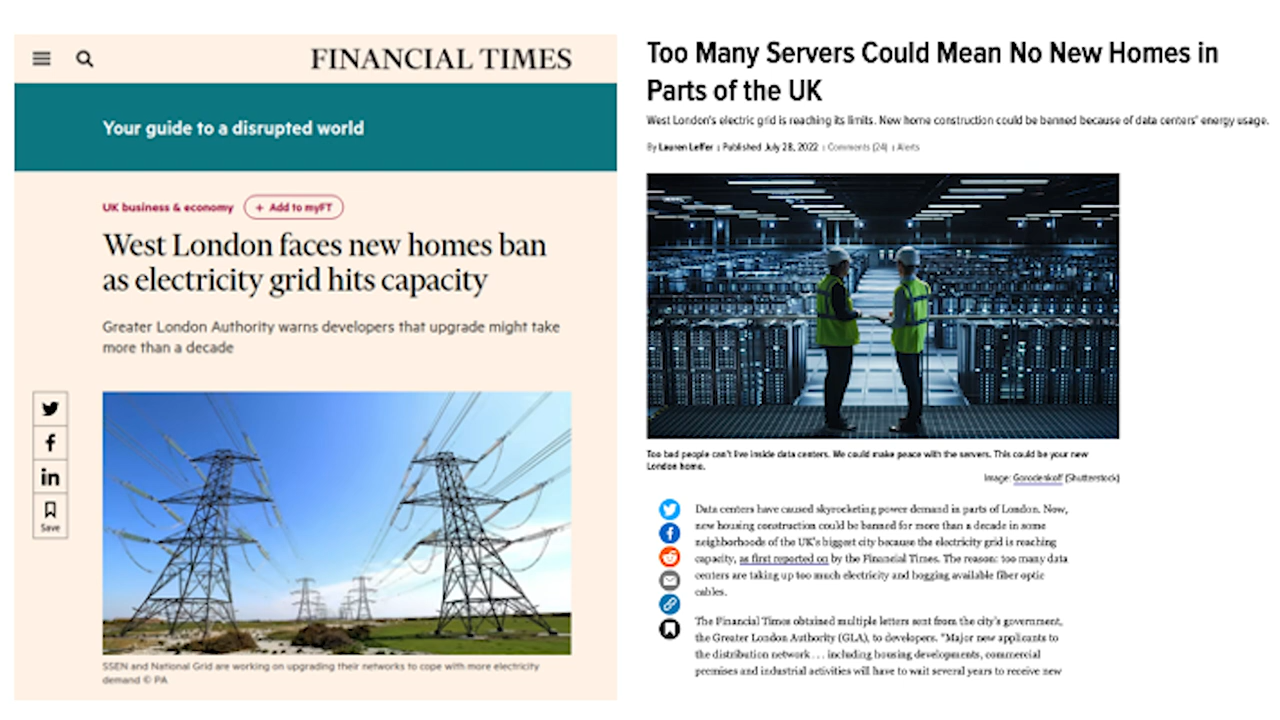 FINANCIAL TIMES
Your guide to a disrupted world
UK business & economy
+ Add to myFT
West London faces new homes ban
as electricity grid hits capacity
Greater London Authority warns developers that upgrade might take
more than a decade
Save
SSEN and National Grid are working on upgrading their networks to cope with more electricity
demand © PA
Too Many Servers Could Mean No New Homes in
Parts of the UK
West London's electric grid is reaching its limits. New home construction could be banned because of data centers' energy usage.
By Lauren Leffer | Published July 28, 2022 | Comments (24) | Alerts
Too bad people can't live inside data centers. We could make peace with the servers. This could be your new
London home.
Image: Gorodenkoff (Shutterstock)
Data centers have caused skyrocketing power demand in parts of London. Now,
new housing construction could be banned for more than a decade in some
neighborhoods of the UK's biggest city because the electricity grid is reaching
capacity, as first reported on by the Financial Times. The reason: too many data
centers are taking up too much electricity and hogging available fiber optic
cables.
The Financial Times obtained multiple letters sent from the city's government,
the Greater London Authority (GLA), to developers. "Major new applicants to
the distribution network . . . including housing developments, commercial
premises and industrial activities will have to wait several years to receive new